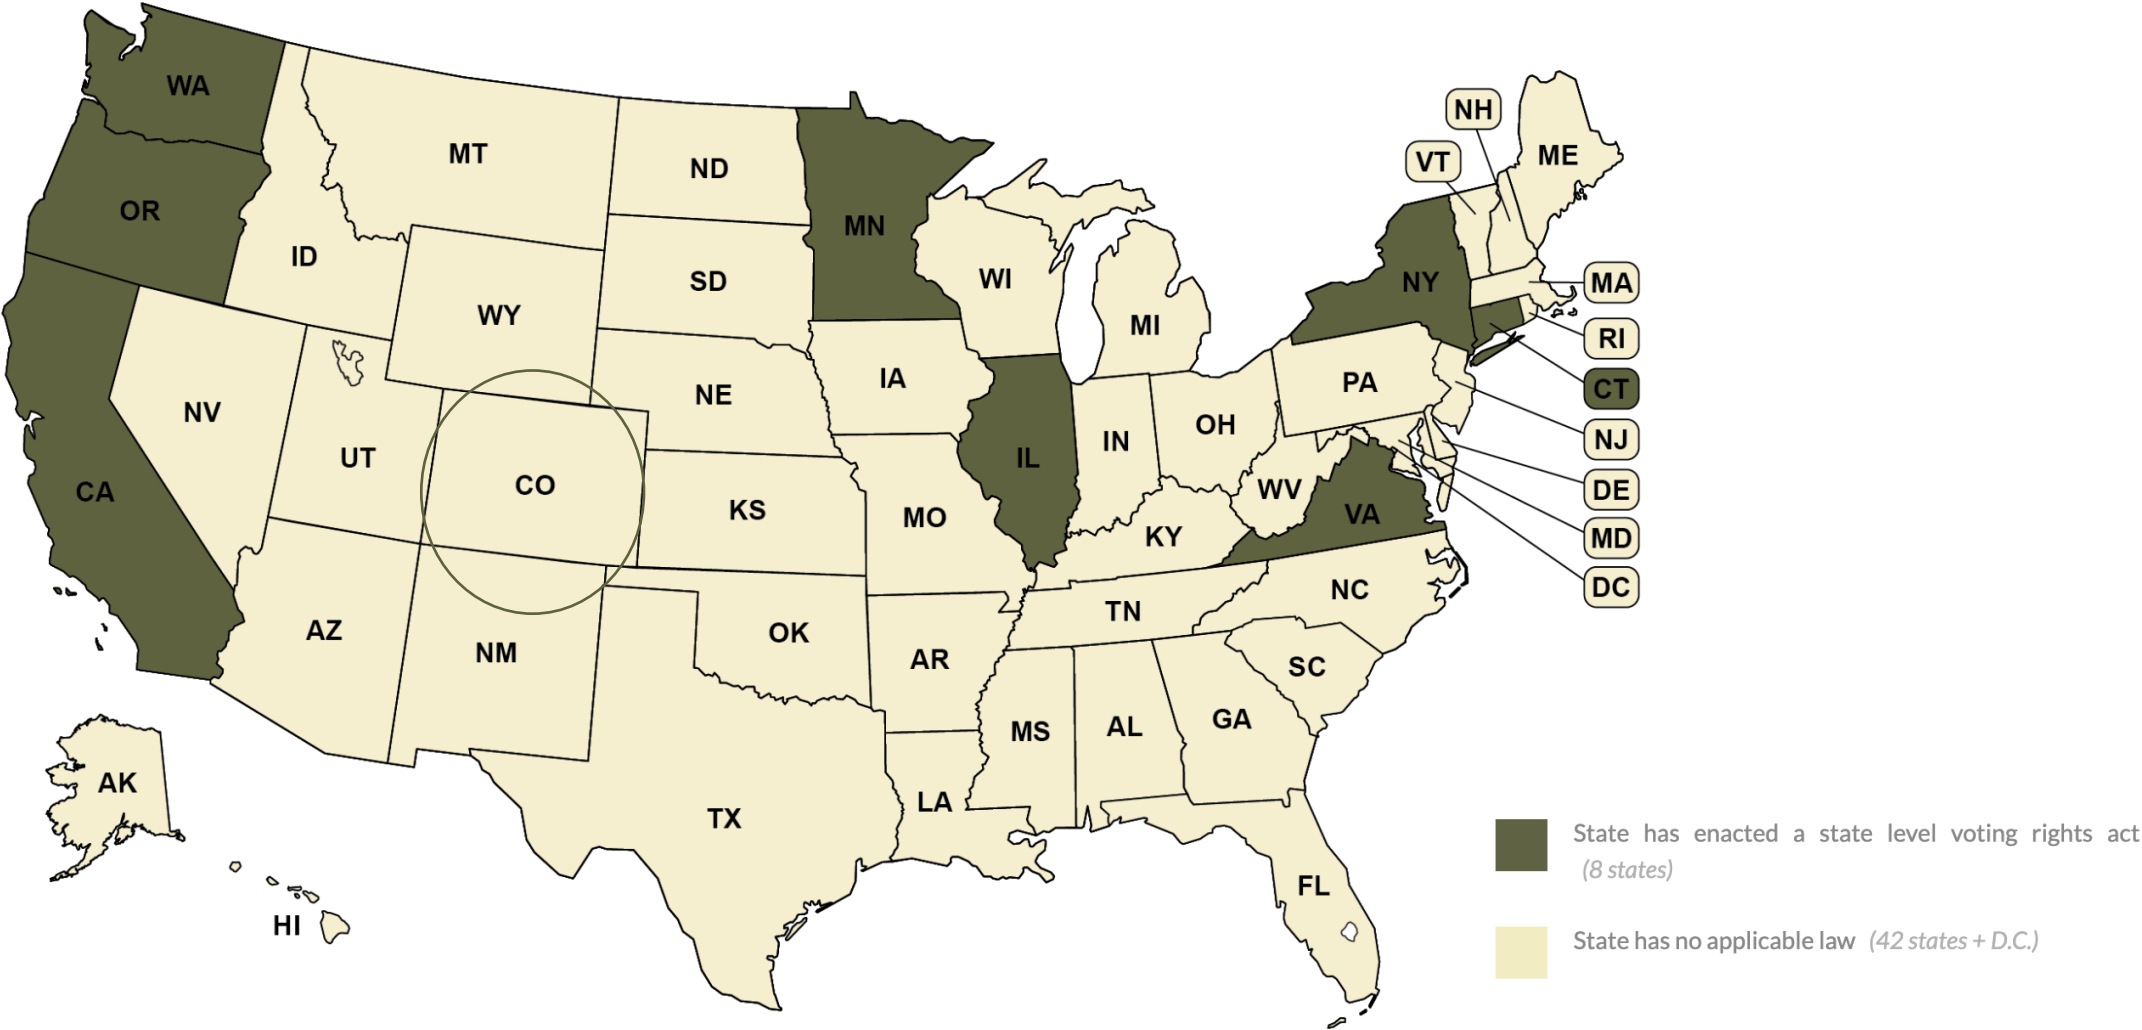 WA
OR
CA
ID
NV
MT
WY
UT
CO
AZ
NM
ND
SD
NE
KS
OK
TX
MN
IA
MO
AR
LA
WI
IL
MI
IN
OH
KY
TN
MS
AL
GA
FL
SC
NC
VA
WV
PA
NY
VT
NH
ME
MA
RI
CT
NJ
DE
MD
DC
AK
HI
State has enacted a state level voting rights act
(8 states)
State has no applicable law (42 states + D.C.)